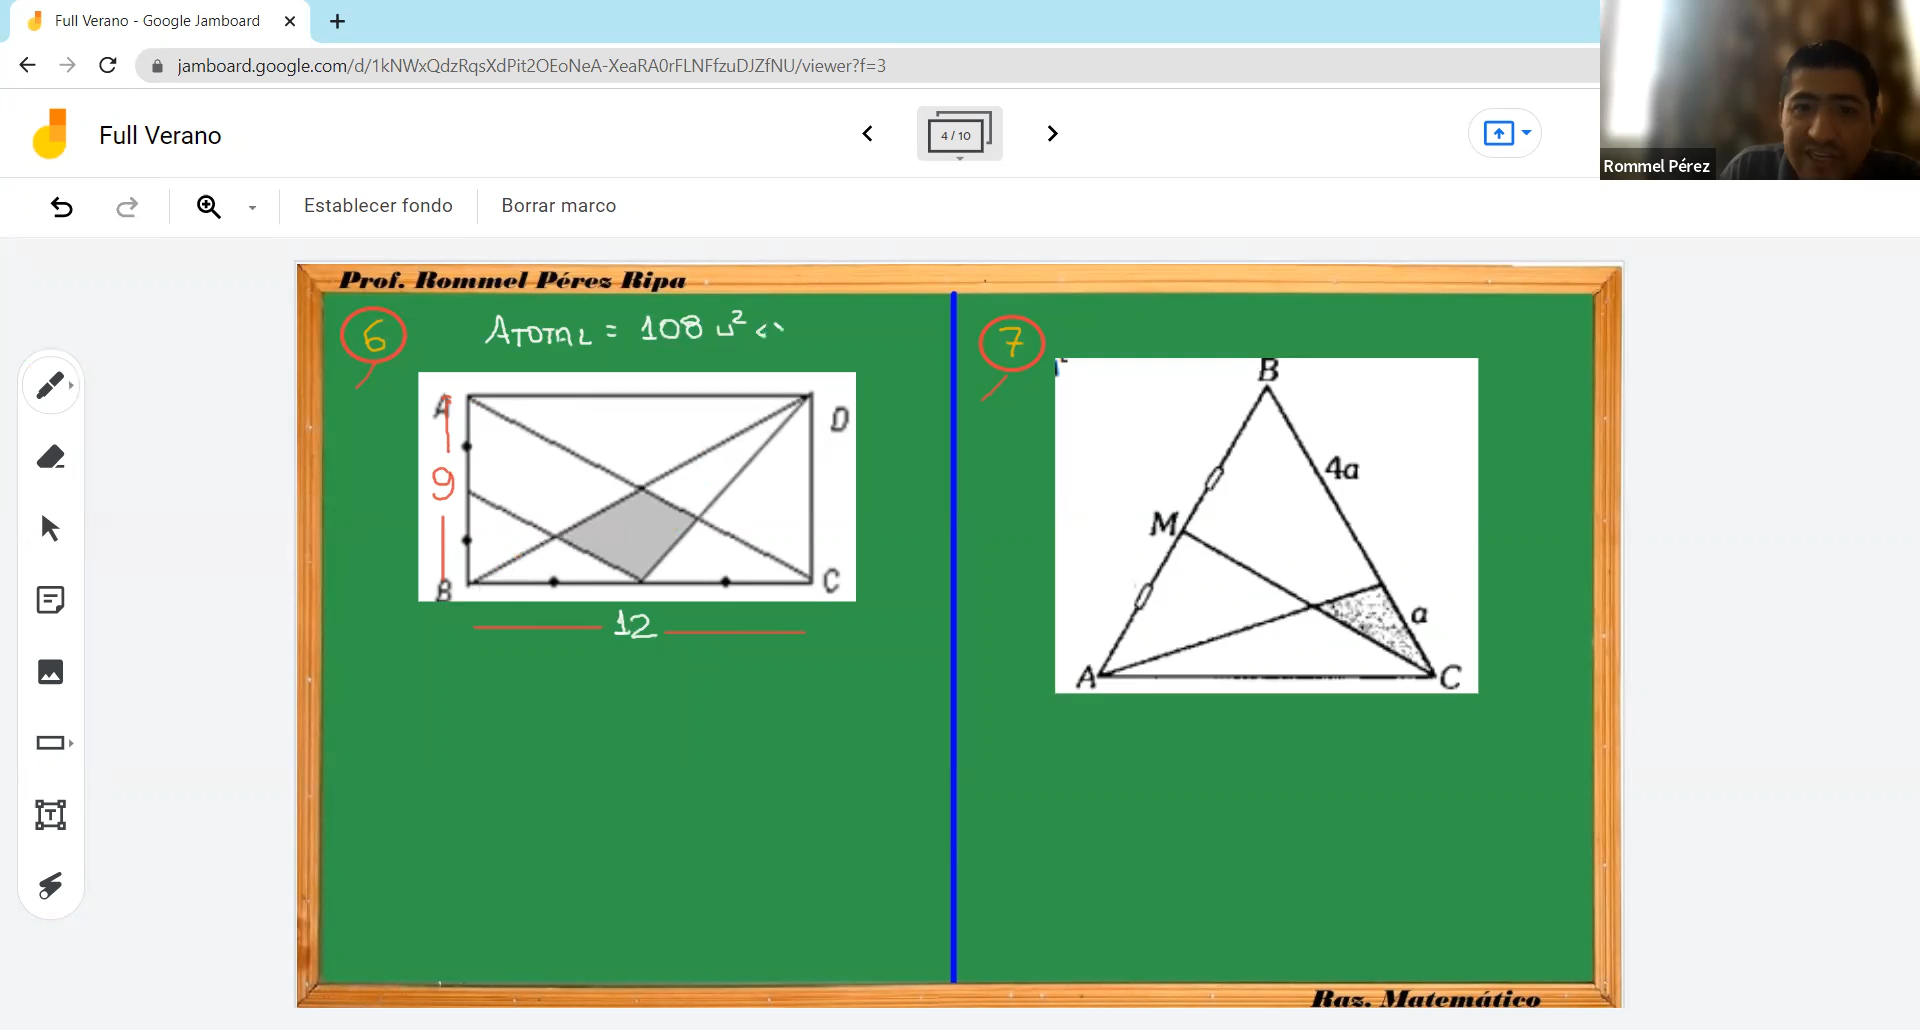 Full Verano - Google Jamboard
jamboard.google.com/d/1kNWxQdzRqsXdPit2OEoNeA-XeaRA0rFLNFfzuDJZfNU/viewer?f=3
Full Verano
4 / 10
Rommel Pérez
Establecer fondo
Borrar marco
Prof. Rommel Pérez Ripa
6
ATOTAL = 108 u²
A
D
9
B
C
12
7
B
4a
M
a
A
C
Raz. Matemático